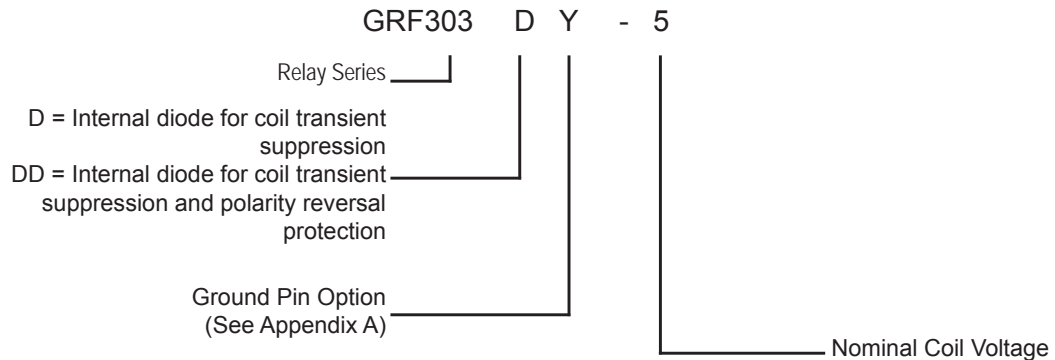 GRF303 D Y - 5
Relay Series
D = Internal diode for coil transient
suppression
DD = Internal diode for coil transient
suppression and polarity reversal
protection
Ground Pin Option
(See Appendix A)
Nominal Coil Voltage